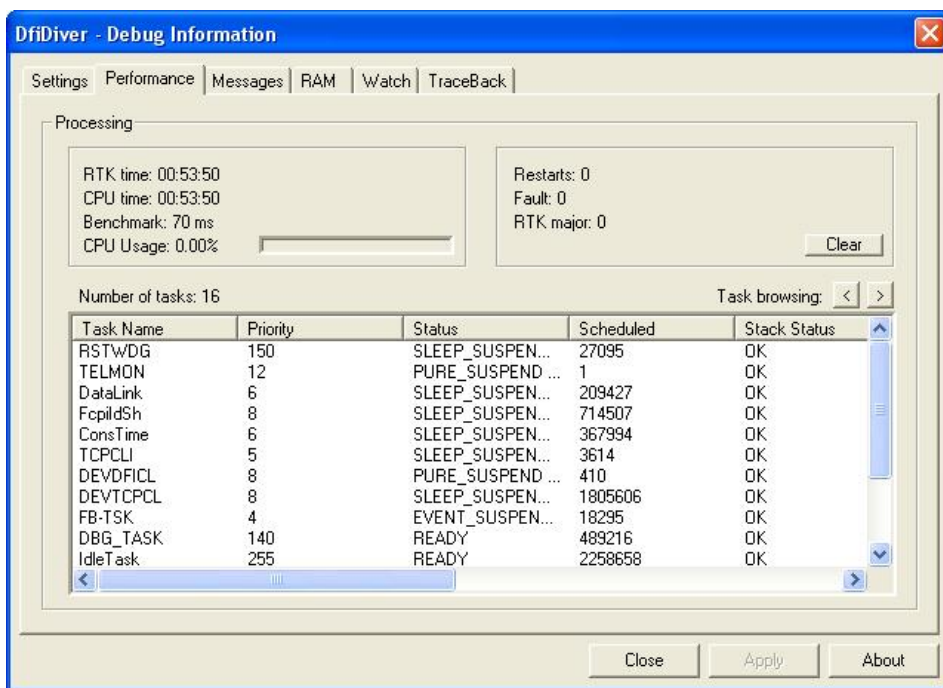 DfiDiver - Debug Information
Settings Performance Messages RAM Watch TraceBack
Processing
RTK time: 00:53:50
CPU time: 00:53:50
Benchmark: 70 ms
CPU Usage: 0.00%
Restarts: 0
Fault: 0
RTK major: 0
Clear
Number of tasks: 16
Task browsing: < >
Task Name Priority Status Scheduled Stack Status
RSTWDG 150 SLEEP_SUSPEN... 27095 OK
TELMON 12 PURE_SUSPEND ... 1 OK
DataLink 6 SLEEP_SUSPEN... 209427 OK
FcpildSh 8 SLEEP_SUSPEN... 714507 OK
ConsTime 6 SLEEP_SUSPEN... 367994 OK
TCPCLI 5 SLEEP_SUSPEN... 3614 OK
DEVDFICL 8 PURE_SUSPEND ... 410 OK
DEVTCPCL 8 SLEEP_SUSPEN... 1805606 OK
FB-TSK 4 EVENT_SUSPEN... 18295 OK
DBG_TASK 140 READY 489216 OK
IdleTask 255 READY 2258658 OK
Close Apply About